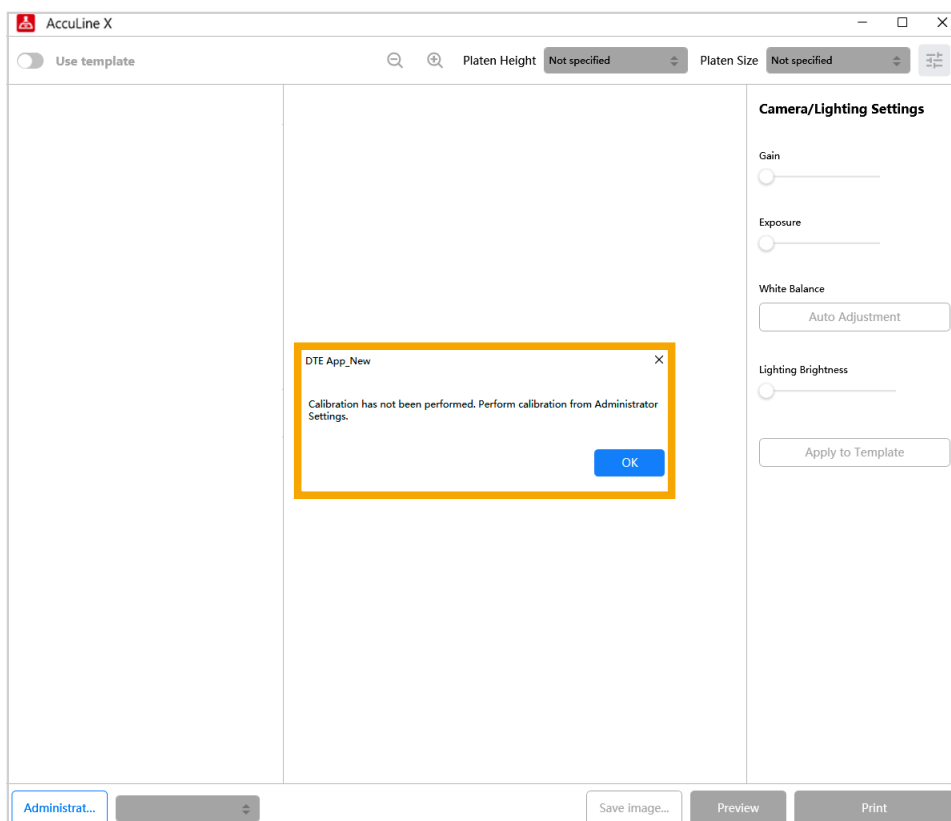 AccuLine X
Use template
Platen Height
Not specified
Platen Size
Not specified
Camera/Lighting Settings
Gain
Exposure
White Balance
Auto Adjustment
Lighting Brightness
Apply to Template
DTE App_New
Calibration has not been performed. Perform calibration from Administrator
Settings.
OK
Administrat...
Save image...
Preview
Print